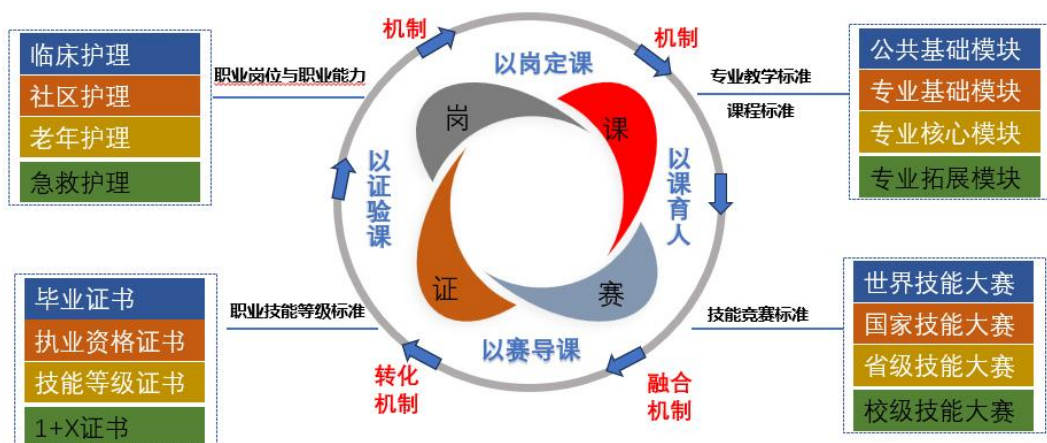 机制
机制
临床护理
社区护理
老年护理
急救护理
职业岗位与职业能力
以岗定课
专业教学标准
课程标准
公共基础模块
专业基础模块
专业核心模块
专业拓展模块
岗
课
以证验课
以课育人
证
赛
毕业证书
执业资格证书
技能等级证书
1+X证书
职业技能等级标准
以赛导课
技能竞赛标准
世界技能大赛
国家技能大赛
省级技能大赛
校级技能大赛
转化
机制
融合
机制